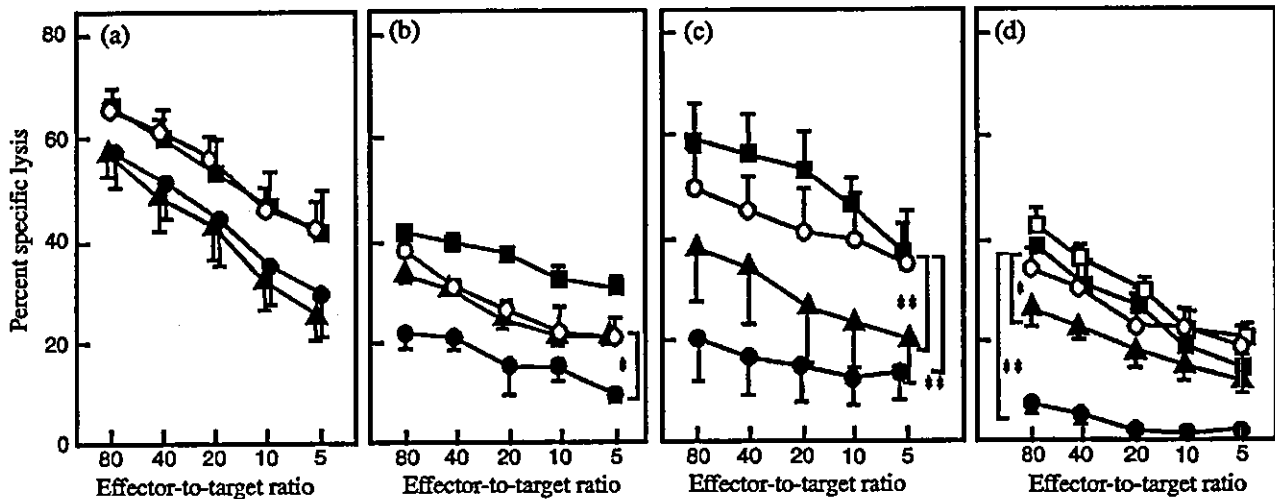 (a)
(b)
(c)
(d)
Percent specific lysis
80
60
40
20
0
‡
‡‡
‡‡
‡
‡‡
80 40 20 10 5
80 40 20 10 5
80 40 20 10 5
80 40 20 10 5
Effector-to-target ratio
Effector-to-target ratio
Effector-to-target ratio
Effector-to-target ratio